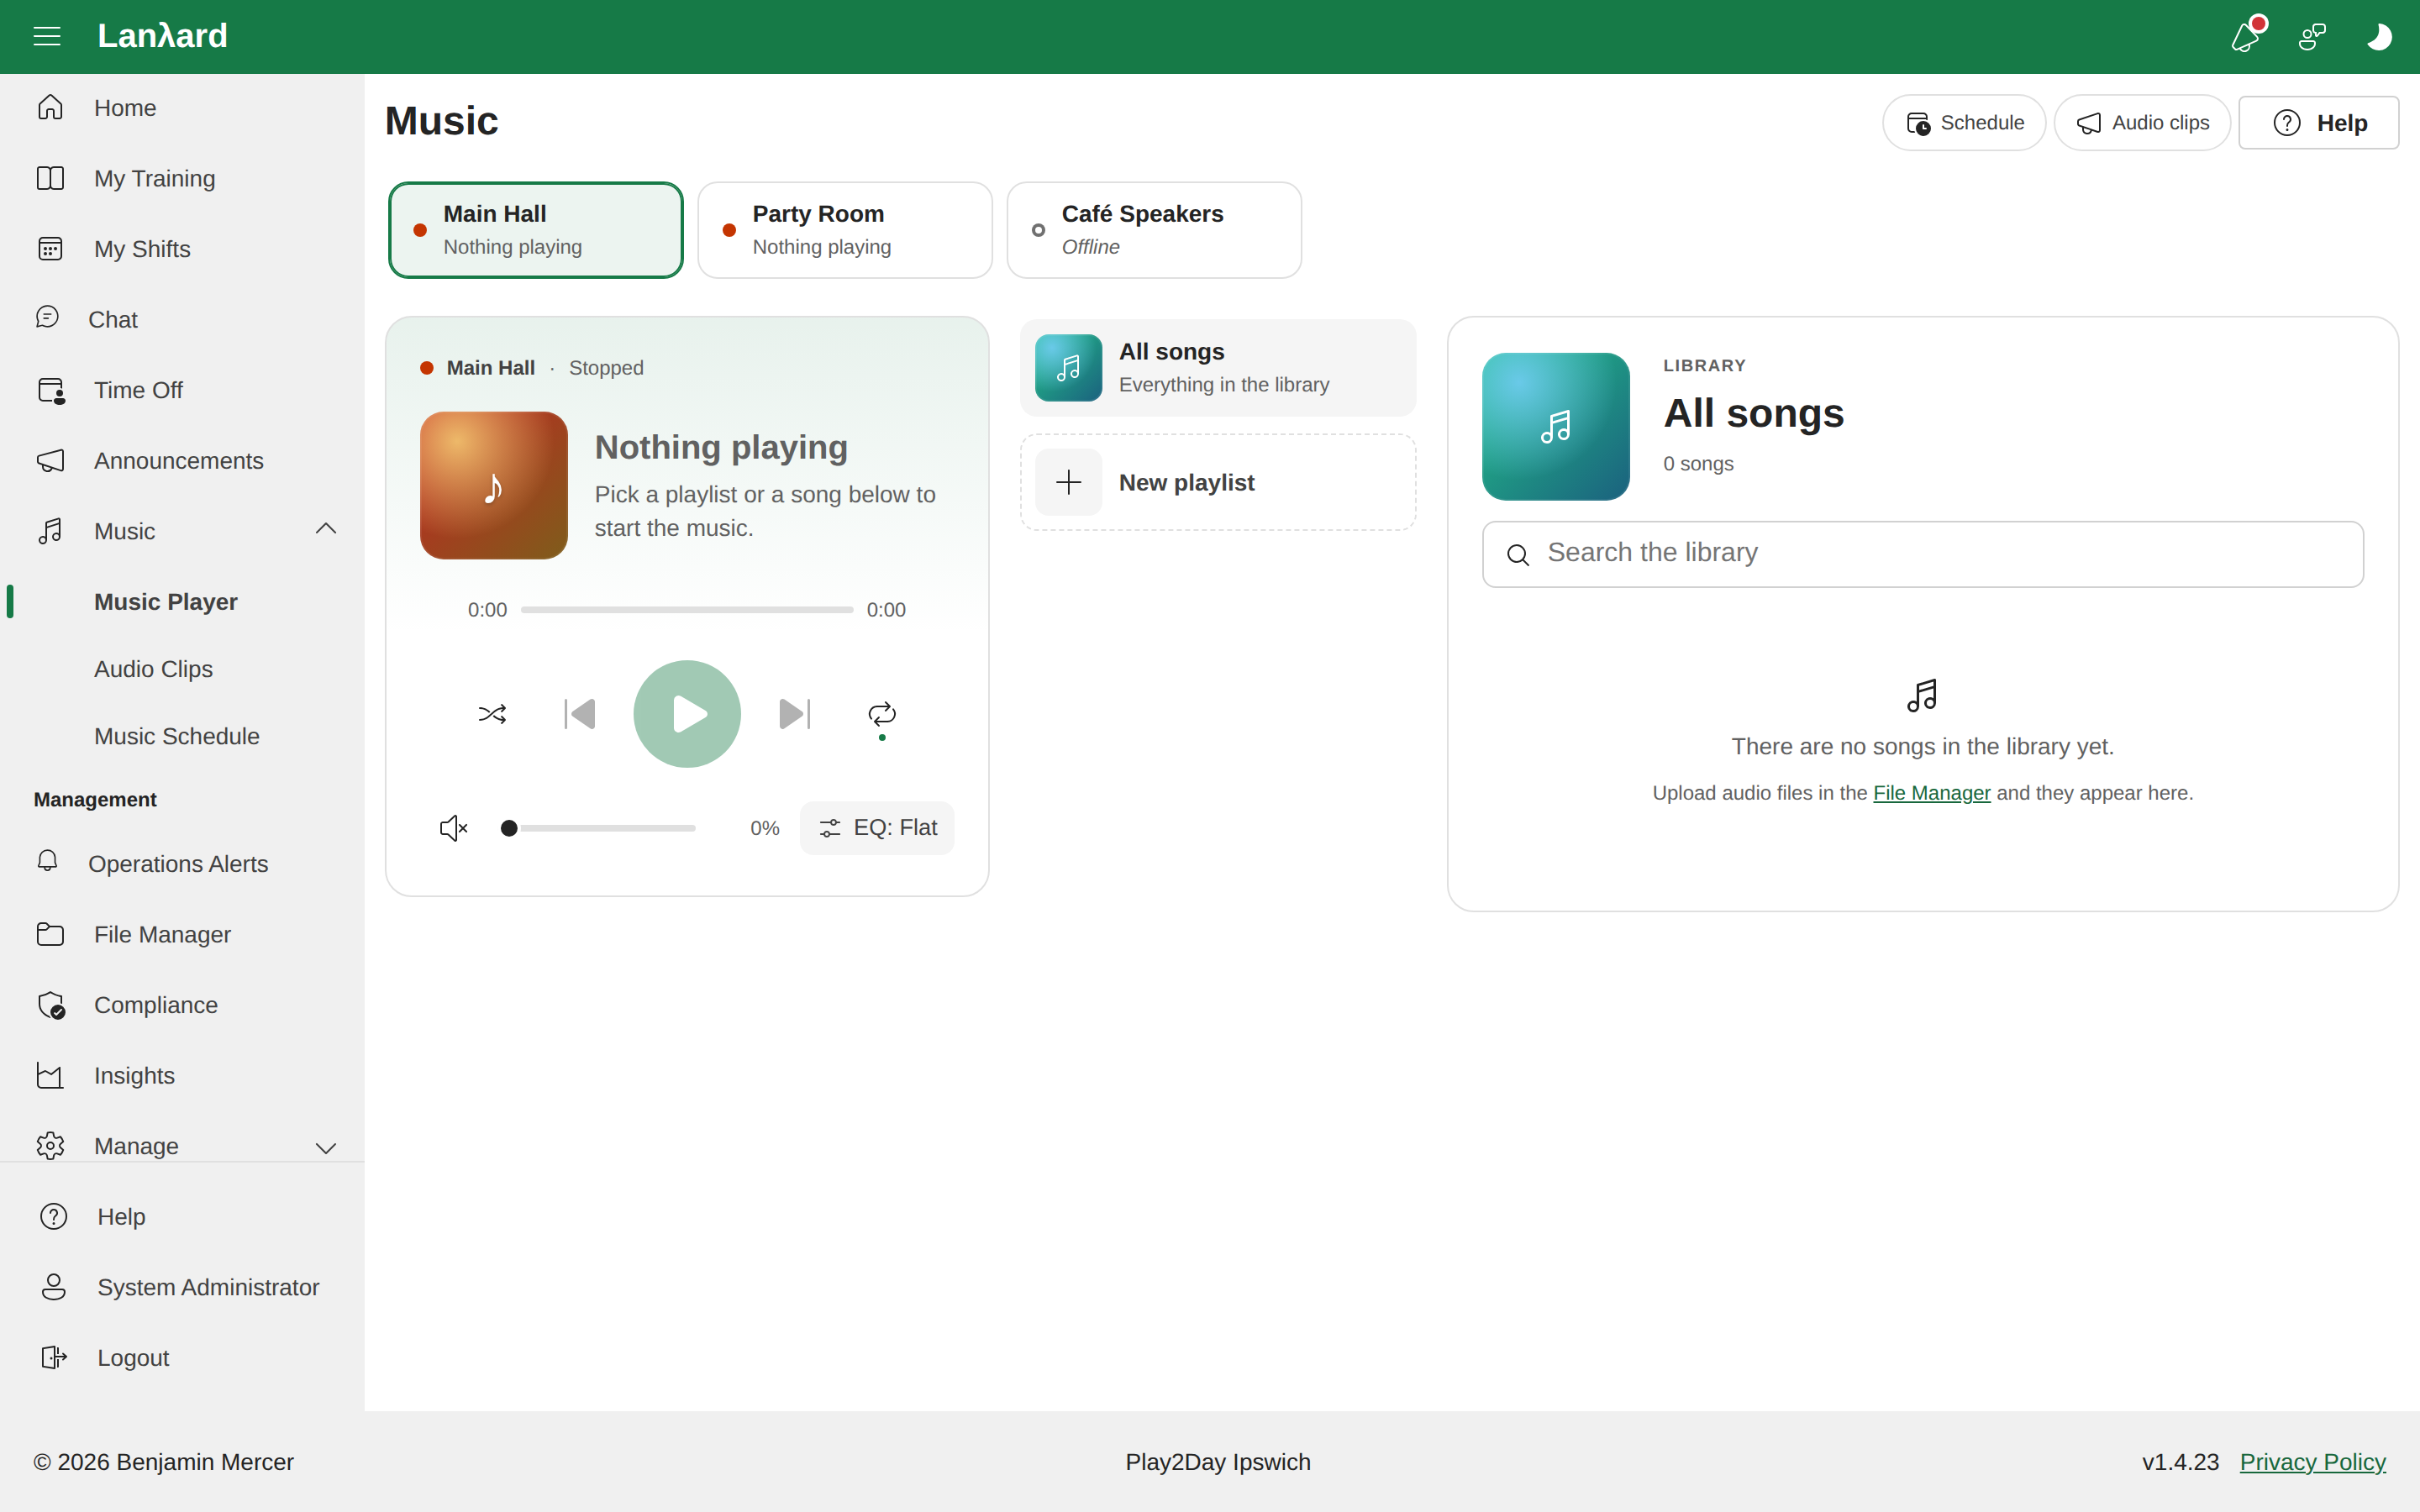 Lanλard
Home
My Training
My Shifts
Chat
Time Off
Announcements
Music
Music Player
Audio Clips
Music Schedule
Management
Operations Alerts
File Manager
Compliance
Insights
Manage
Help
System Administrator
Logout
Music
Schedule
Audio clips
Help
Main Hall
Nothing playing
Party Room
Nothing playing
Café Speakers
Offline
Main Hall · Stopped
Nothing playing
Pick a playlist or a song below to
start the music.
0:00
0:00
0%
EQ: Flat
All songs
Everything in the library
New playlist
LIBRARY
All songs
0 songs
Search the library
There are no songs in the library yet.
Upload audio files in the File Manager and they appear here.
© 2026 Benjamin Mercer
Play2Day Ipswich
v1.4.23
Privacy Policy